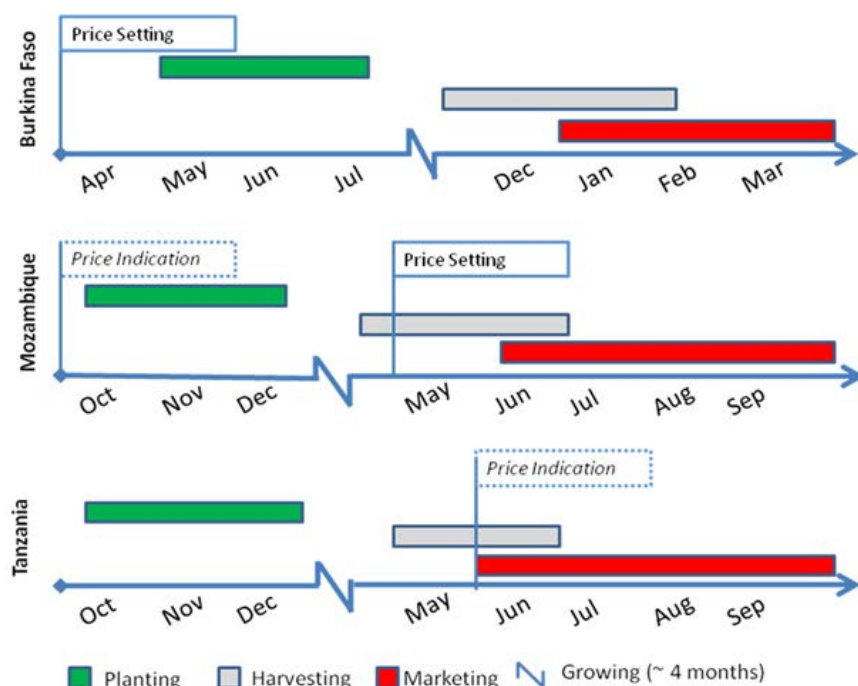 Burkina Faso
Price Setting
Apr May Jun Jul Dec Jan Feb Mar
Mozambique
Price Indication
Price Setting
Oct Nov Dec May Jun Jul Aug Sep
Tanzania
Price Indication
Oct Nov Dec May Jun Jul Aug Sep
Planting Harvesting Marketing Growing (~ 4 months)